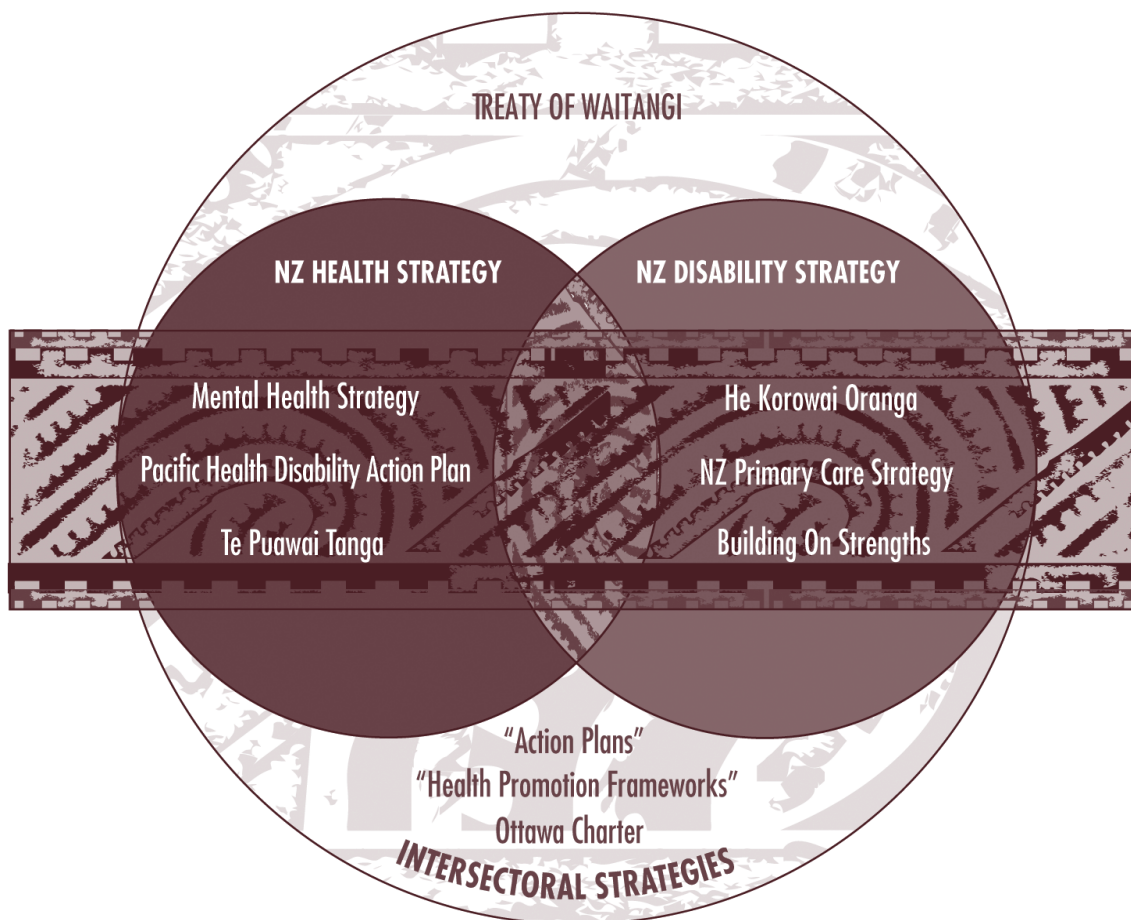 TREATY OF WAITANGI
NZ HEALTH STRATEGY
NZ DISABILITY STRATEGY
Mental Health Strategy
He Korowai Oranga
Pacific Health Disability Action Plan
NZ Primary Care Strategy
Te Puawai Tanga
Building On Strengths
“Action Plans”
“Health Promotion Frameworks”
Ottawa Charter
INTERSECTORAL STRATEGIES